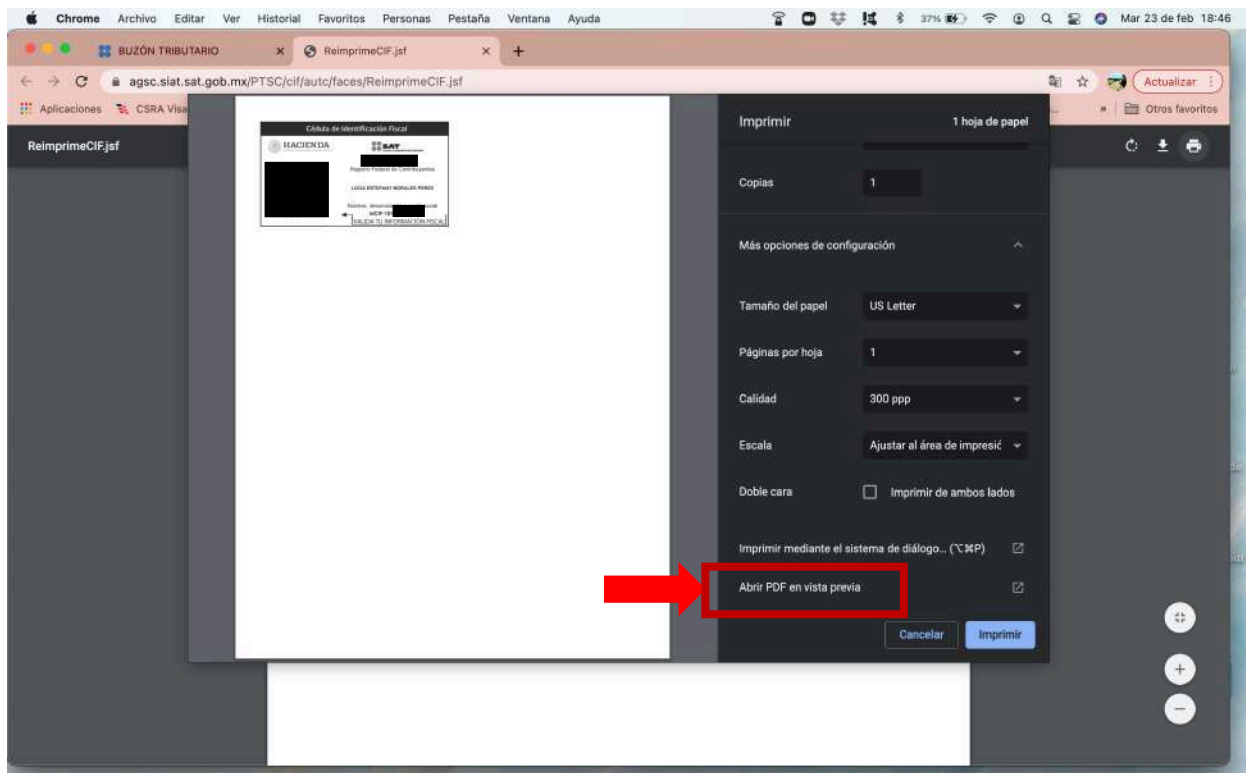 Chrome Archivo Editar Ver Historial Favoritos Personas Pestaña Ventana Ayuda 37% Mar 23 de feb 18:46
BUZÓN TRIBUTARIO × ReimprimeCIF.jsf × +
agsc.siat.sat.gob.mx/PTSC/cif/autc/faces/ReimprimeCIF.jsf Actualizar
Aplicaciones CSRA Visa » Otros favoritos
ReimprimeCIF.jsf
Cédula de Identificación Fiscal
HACIENDA SAT
Registro Federal de Contribuyentes
LUCIA ESTEFANY MORALES PEREZ
VALIDA TU INFORMACIÓN FISCAL
Imprimir 1 hoja de papel
Copias 1
Más opciones de configuración
Tamaño del papel US Letter
Páginas por hoja 1
Calidad 300 ppp
Escala Ajustar al área de impresió
Doble cara Imprimir de ambos lados
Imprimir mediante el sistema de diálogo... (⌥⌘P)
Abrir PDF en vista previa
Cancelar Imprimir